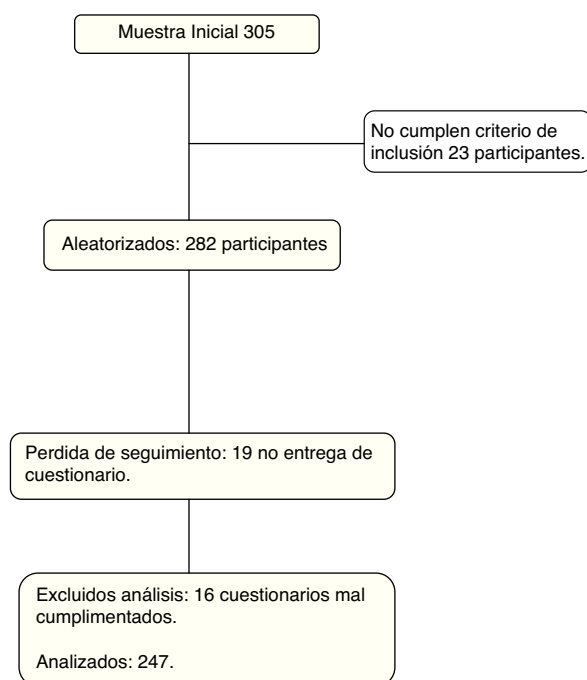 Muestra Inicial 305
No cumplen criterio de
inclusión 23 participantes.
Aleatorizados: 282 participantes
Perdida de seguimiento: 19 no entrega de
cuestionario.
Excluidos análisis: 16 cuestionarios mal
cumplimentados.
Analizados: 247.